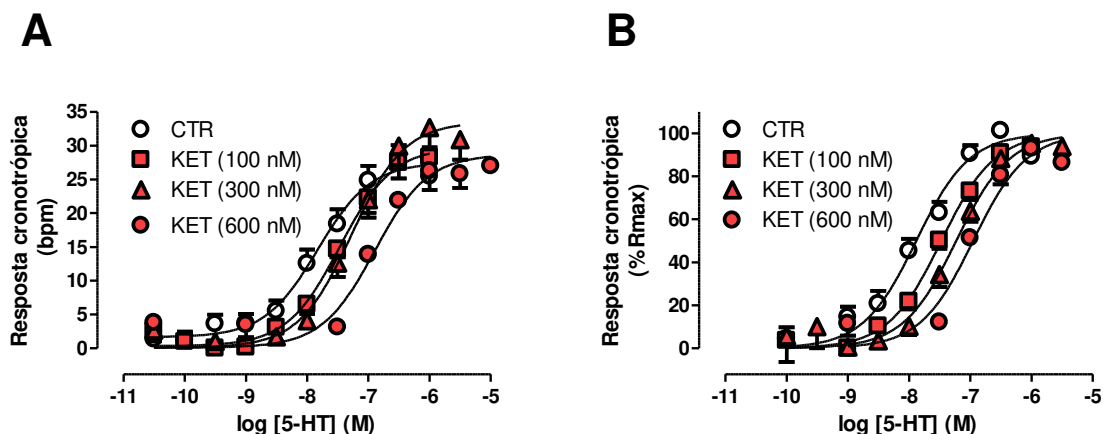 A
Resposta cronotrópica
(bpm)
35
30
25
20
15
10
5
0
CTR
KET (100 nM)
KET (300 nM)
KET (600 nM)
-11 -10 -9 -8 -7 -6 -5
log [5-HT] (M)
B
Resposta cronotrópica
(% Rmax)
100
80
60
40
20
0
CTR
KET (100 nM)
KET (300 nM)
KET (600 nM)
-11 -10 -9 -8 -7 -6 -5
log [5-HT] (M)